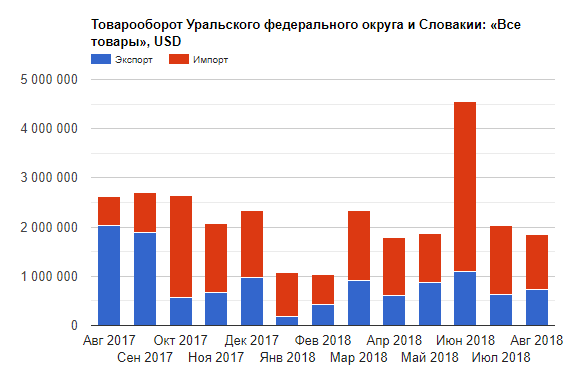 Товарооборот Уральского федерального округа и Словакии: «Все
товары», USD
Экспорт Импорт
5 000 000
4 000 000
3 000 000
2 000 000
1 000 000
0
Авг 2017 Окт 2017 Дек 2017 Фев 2018 Апр 2018 Июн 2018 Авг 2018
Сен 2017 Ноя 2017 Янв 2018 Мар 2018 Май 2018 Июл 2018